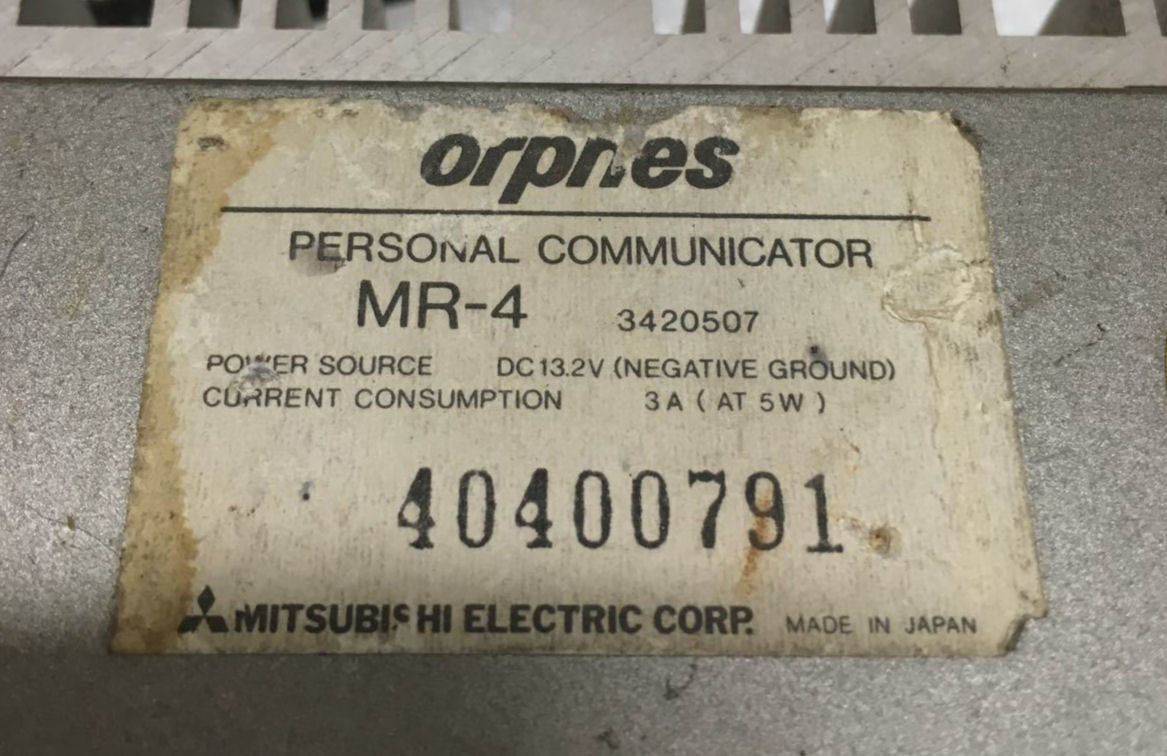 orpnes
PERSONAL COMMUNICATOR
MR-4 3420507
POWER SOURCE DC 13.2V (NEGATIVE GROUND)
CURRENT CONSUMPTION 3 A ( AT 5W )
40400791
MITSUBISHI ELECTRIC CORP. MADE IN JAPAN